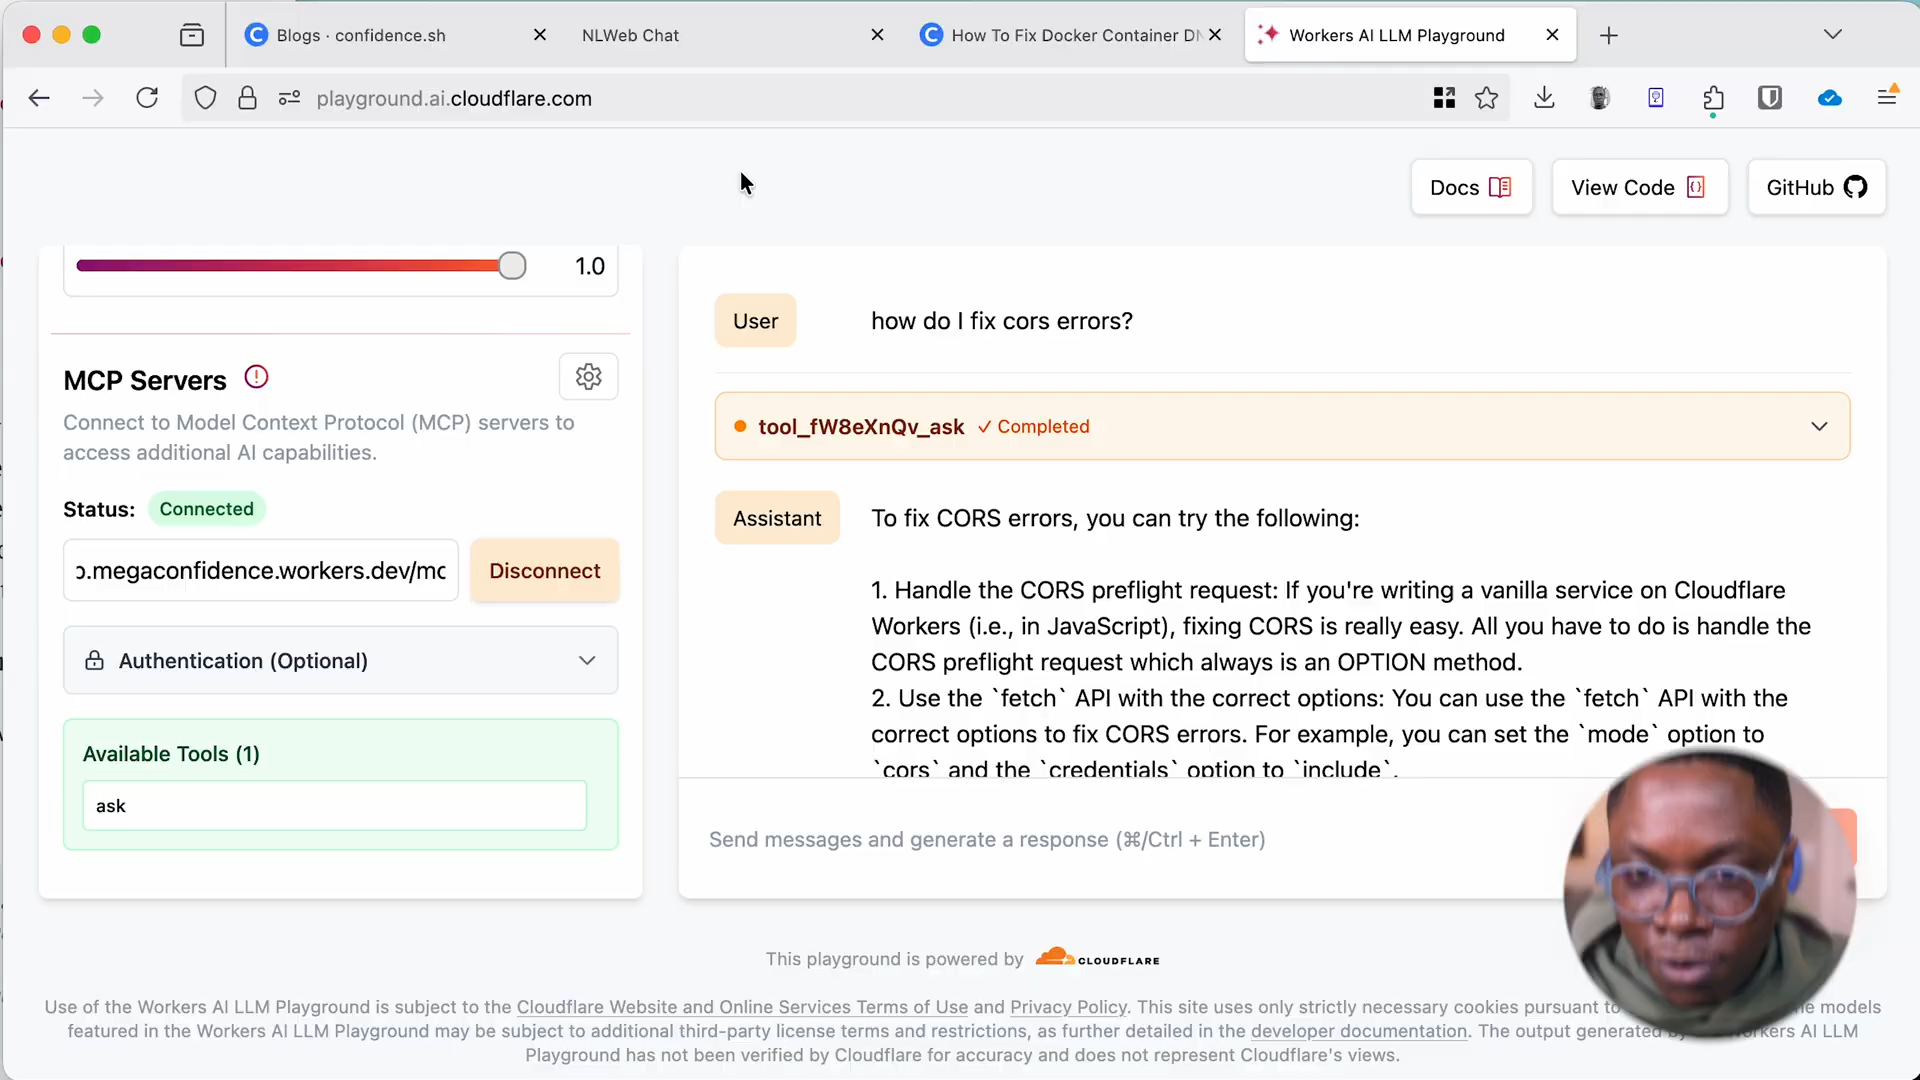 Blogs · confidence.sh
NLWeb Chat
How To Fix Docker Container DN
Workers AI LLM Playground
playground.ai.cloudflare.com
Docs
View Code
GitHub
1.0
MCP Servers
Connect to Model Context Protocol (MCP) servers to
access additional AI capabilities.
Status: Connected
.megaconfidence.workers.dev/mc
Disconnect
Authentication (Optional)
Available Tools (1)
ask
User
how do I fix cors errors?
tool_fW8eXnQv_ask ✓ Completed
Assistant
To fix CORS errors, you can try the following:
1. Handle the CORS preflight request: If you're writing a vanilla service on Cloudflare
Workers (i.e., in JavaScript), fixing CORS is really easy. All you have to do is handle the
CORS preflight request which always is an OPTION method.
2. Use the `fetch` API with the correct options: You can use the `fetch` API with the
correct options to fix CORS errors. For example, you can set the `mode` option to
`cors` and the `credentials` option to `include`.
Send messages and generate a response (⌘/Ctrl + Enter)
This playground is powered by CLOUDFLARE
Use of the Workers AI LLM Playground is subject to the Cloudflare Website and Online Services Terms of Use and Privacy Policy. This site uses only strictly necessary cookies pursuant to models
featured in the Workers AI LLM Playground may be subject to additional third-party license terms and restrictions, as further detailed in the developer documentation. The output generated AI LLM
Playground has not been verified by Cloudflare for accuracy and does not represent Cloudflare's views.